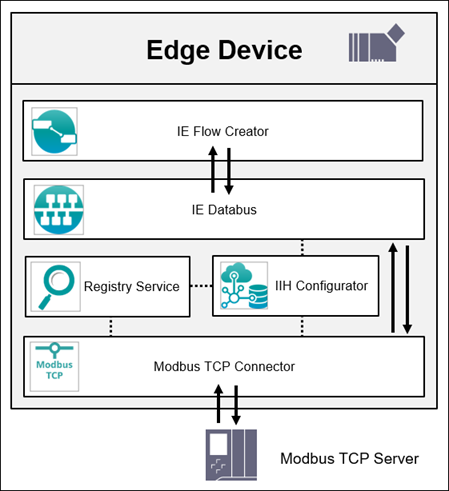 Edge Device
IE Flow Creator
IE Databus
Registry Service
IIH Configurator
Modbus
TCP
Modbus TCP Connector
Modbus TCP Server